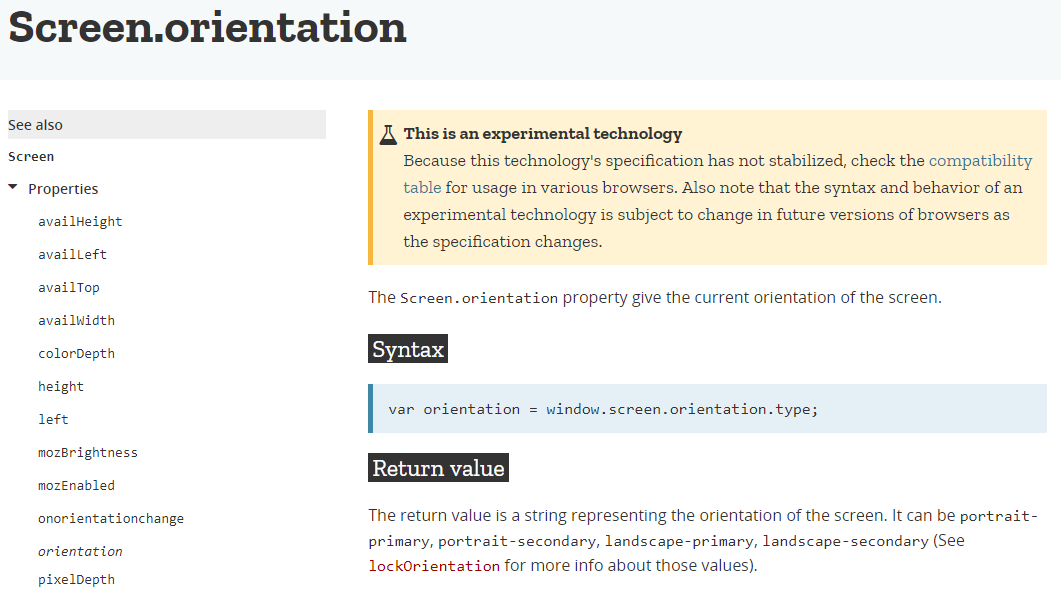 Screen.orientation
See also
Screen
Properties
availHeight
availLeft
availTop
availWidth
colorDepth
height
left
mozBrightness
mozEnabled
onorientationchange
orientation
pixelDepth
This is an experimental technology
Because this technology's specification has not stabilized, check the compatibility
table for usage in various browsers. Also note that the syntax and behavior of an
experimental technology is subject to change in future versions of browsers as
the specification changes.
The Screen.orientation property give the current orientation of the screen.
Syntax
var orientation = window.screen.orientation.type;
Return value
The return value is a string representing the orientation of the screen. It can be portrait-
primary, portrait-secondary, landscape-primary, landscape-secondary (See
lockOrientation for more info about those values).